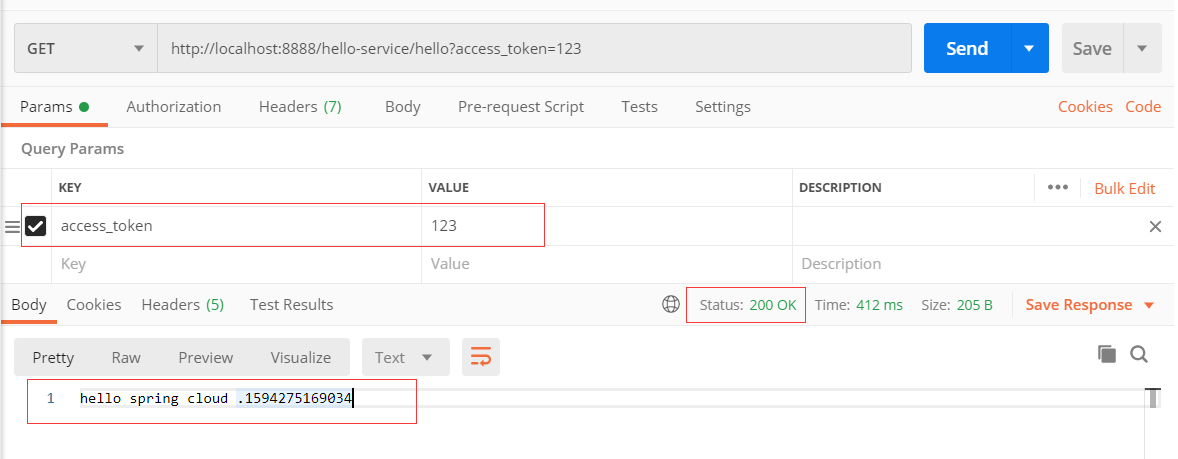 GET http://localhost:8888/hello-service/hello?access_token=123 Send Save
Params Authorization Headers (7) Body Pre-request Script Tests Settings Cookies Code
Query Params
KEY VALUE DESCRIPTION ••• Bulk Edit
access_token 123
Key Value Description
Body Cookies Headers (5) Test Results Status: 200 OK Time: 412 ms Size: 205 B Save Response
Pretty Raw Preview Visualize Text
1 hello spring cloud .1594275169034